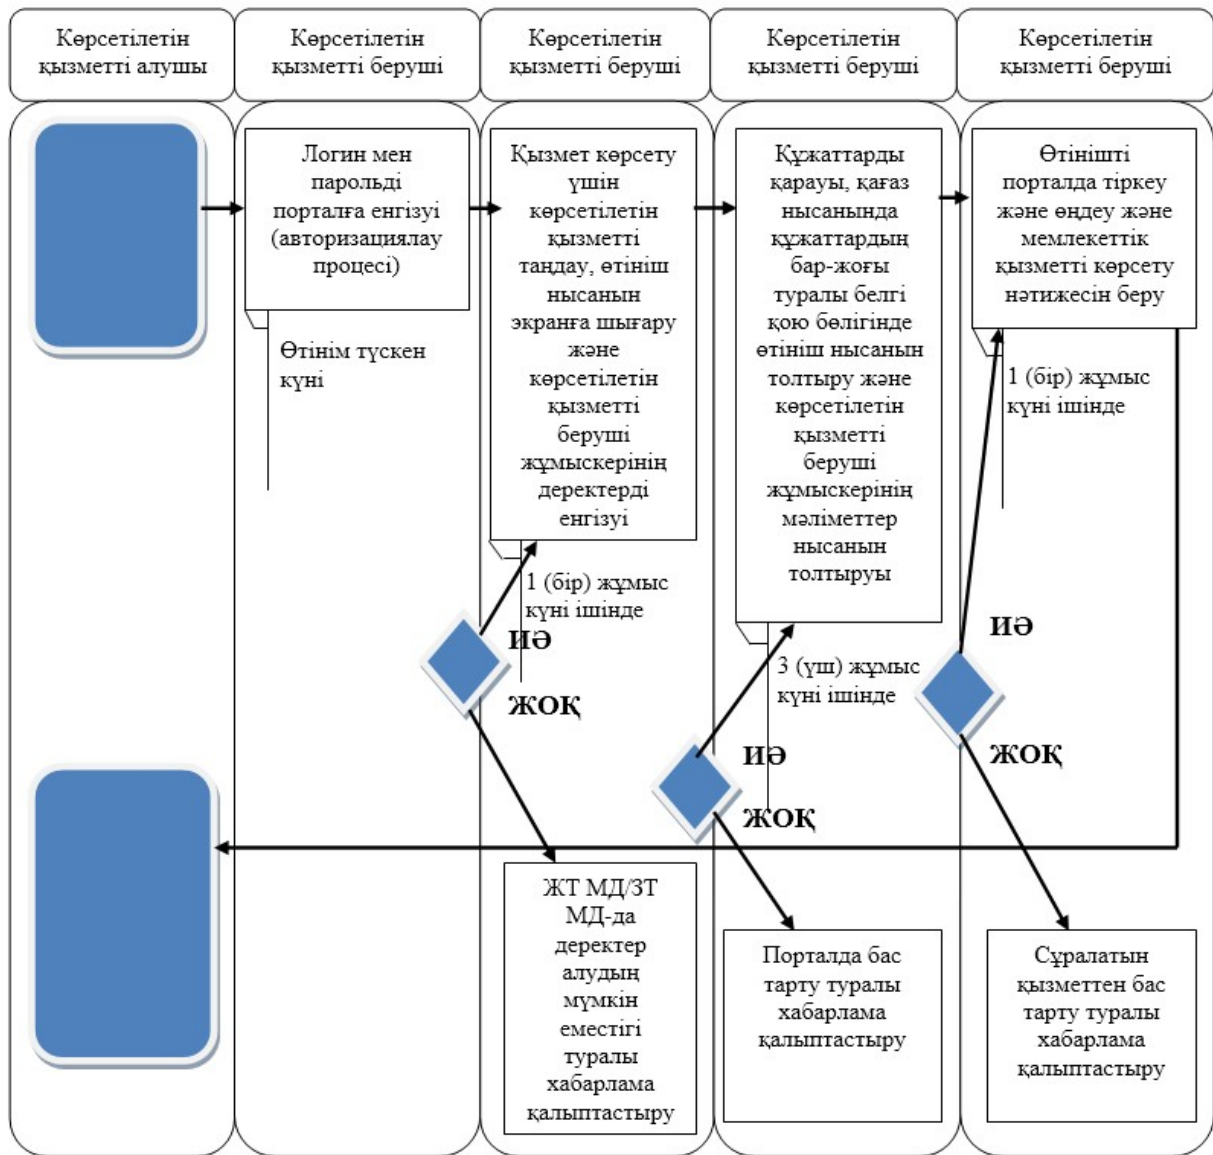 Көрсетілетін
қызметті алушы
Көрсетілетін
қызметті беруші
Көрсетілетін
қызметті беруші
Көрсетілетін
қызметті беруші
Көрсетілетін
қызметті беруші
Логин мен
парольді
порталға енгізуі
(авторизациялау
процесі)
Өтінім түскен
күні
Қызмет көрсету
үшін
көрсетілетін
қызметті
таңдау, өтініш
нысанын
экранға шығару
және
көрсетілетін
қызметті
беруші
жұмыскерінің
деректерді
енгізуі
1 (бір) жұмыс
күні ішінде
ИӘ
ЖОҚ
ЖТ МД/ЗТ
МД-да
деректер
алудың
мүмкін
еместігі
туралы
хабарлама
қалыптастыру
Құжаттарды
қарауы, қағаз
нысанында
құжаттардың
бар-жоғы
туралы белгі
қою бөлігінде
өтініш нысанын
толтыру және
көрсетілетін
қызметті
беруші
жұмыскерінің
мәліметтер
нысанын
толтыруы
3 (үш) жұмыс
күні ішінде
ИӘ
ЖОҚ
Порталда бас
тарту туралы
хабарлама
қалыптастыру
Өтінішті
порталда тіркеу
және өңдеу және
мемлекеттік
қызметті көрсету
нәтижесін беру
1 (бір) жұмыс
күні ішінде
ИӘ
ЖОҚ
Сұралатын
қызметтен бас
тарту туралы
хабарлама
қалыптастыру